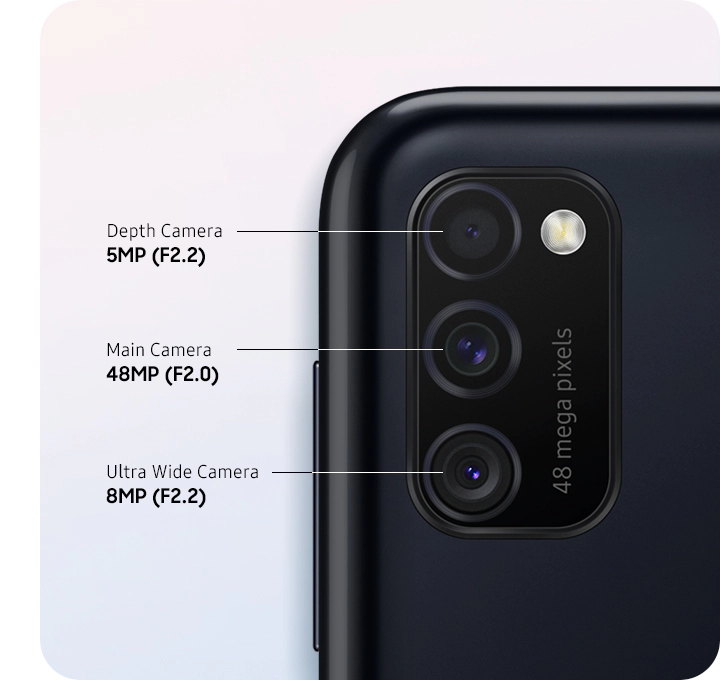 Depth Camera
5MP (F2.2)
Main Camera
48MP (F2.0)
Ultra Wide Camera
8MP (F2.2)
48 mega pixels